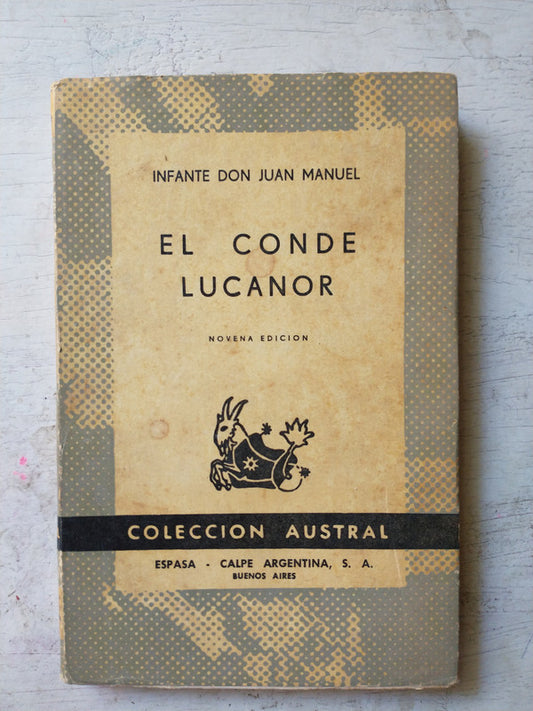 INFANTE DON JUAN MANUEL
EL CONDE
LUCANOR
NOVENA EDICION
COLECCION AUSTRAL
ESPASA - CALPE ARGENTINA, S. A.
BUENOS AIRES